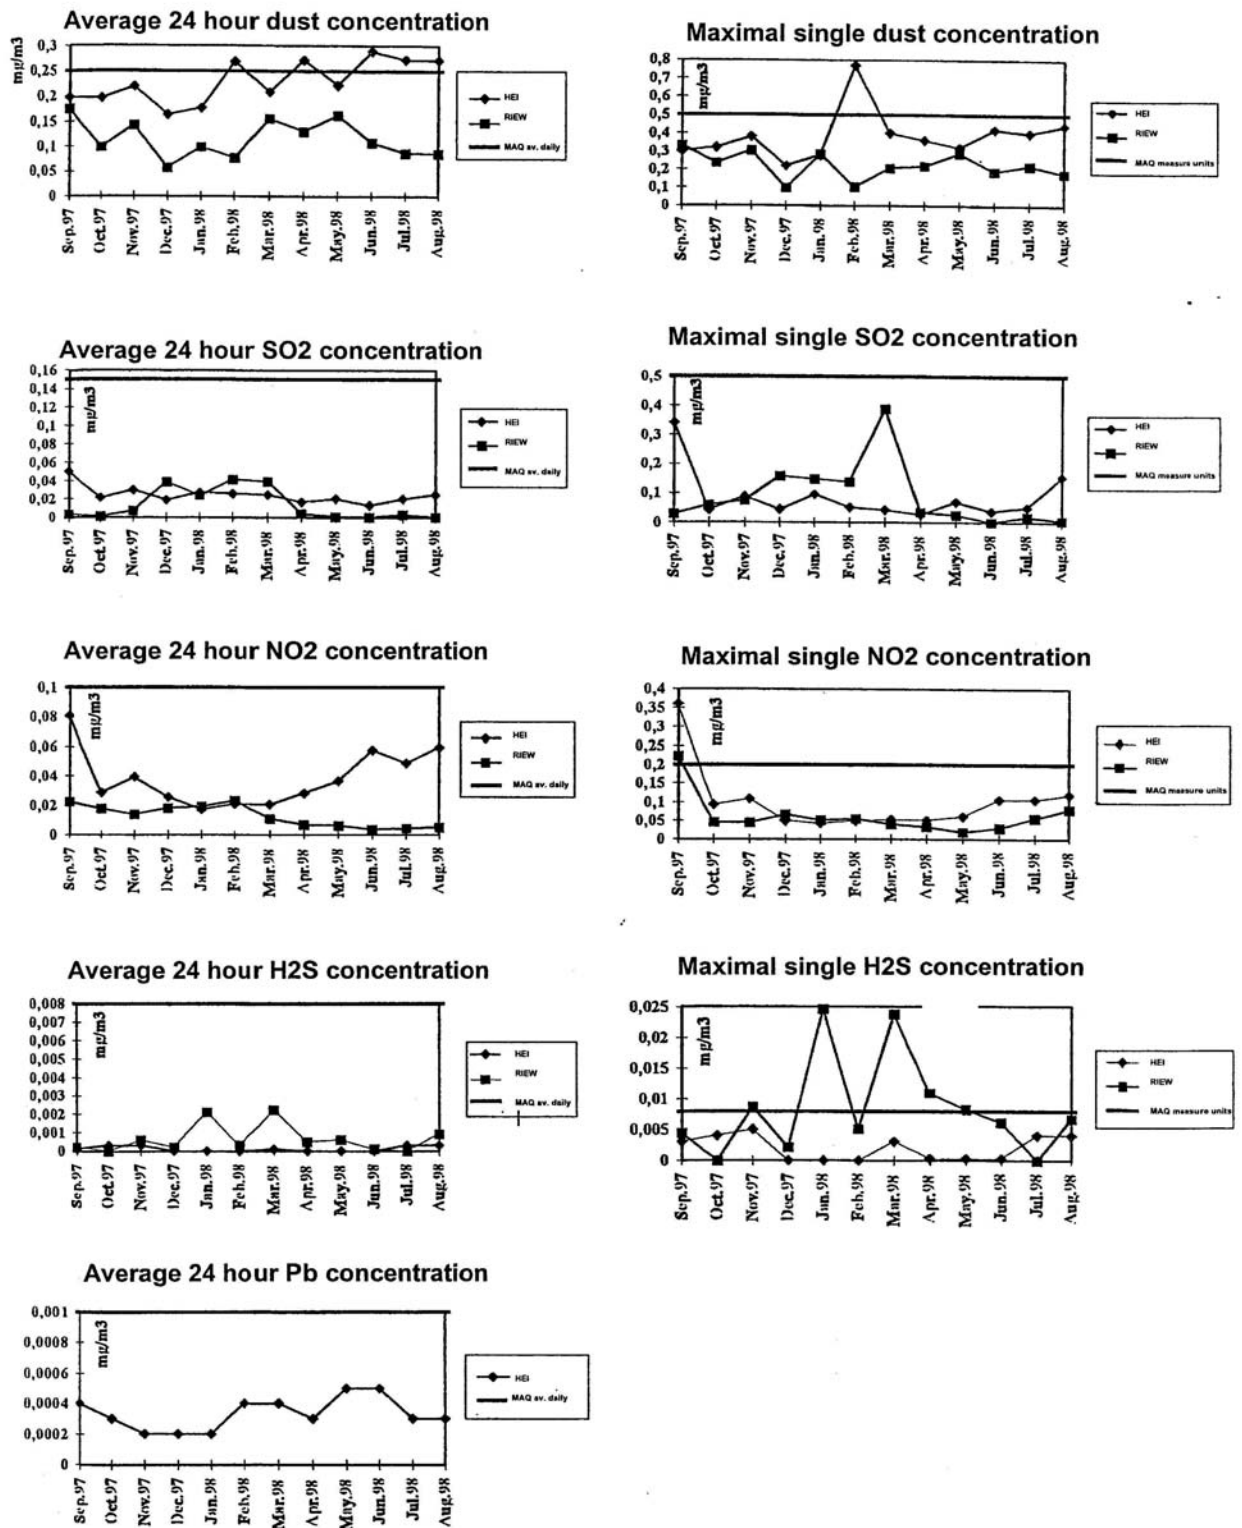 Average 24 hour dust concentration
mg/m3
0,3
0,25
0,2
0,15
0,1
0,05
0
Sep.97
Oct.97
Nov.97
Dec.97
Jan.98
Feb.98
Mar.98
Apr.98
May.98
Jun.98
Jul.98
Aug.98
HEI
RIEW
MAQ av. daily
Maximal single dust concentration
mg/m3
0,8
0,7
0,6
0,5
0,4
0,3
0,2
0,1
0
Sep.97
Oct.97
Nov.97
Dec.97
Jan.98
Feb.98
Mar.98
Apr.98
May.98
Jun.98
Jul.98
Aug.98
HEI
RIEW
MAQ measure units
Average 24 hour SO2 concentration
mg/m3
0,16
0,14
0,12
0,1
0,08
0,06
0,04
0,02
0
Sep.97
Oct.97
Nov.97
Dec.97
Jan.98
Feb.98
Mar.98
Apr.98
May.98
Jun.98
Jul.98
Aug.98
HEI
RIEW
MAQ av. daily
Maximal single SO2 concentration
mg/m3
0,5
0,4
0,3
0,2
0,1
0
Sep.97
Oct.97
Nov.97
Dec.97
Jan.98
Feb.98
Mar.98
Apr.98
May.98
Jun.98
Jul.98
Aug.98
HEI
RIEW
MAQ measure units
Average 24 hour NO2 concentration
mg/m3
0,1
0,08
0,06
0,04
0,02
0
Sep.97
Oct.97
Nov.97
Dec.97
Jan.98
Feb.98
Mar.98
Apr.98
May.98
Jun.98
Jul.98
Aug.98
HEI
RIEW
MAQ av. daily
Maximal single NO2 concentration
mg/m3
0,4
0,35
0,3
0,25
0,2
0,15
0,1
0,05
0
Sep.97
Oct.97
Nov.97
Dec.97
Jan.98
Feb.98
Mar.98
Apr.98
May.98
Jun.98
Jul.98
Aug.98
HEI
RIEW
MAQ measure units
Average 24 hour H2S concentration
mg/m3
0,008
0,007
0,006
0,005
0,004
0,003
0,002
0,001
0
Sep.97
Oct.97
Nov.97
Dec.97
Jan.98
Feb.98
Mar.98
Apr.98
May.98
Jun.98
Jul.98
Aug.98
HEI
RIEW
MAQ av. daily
Maximal single H2S concentration
mg/m3
0,025
0,02
0,015
0,01
0,005
0
Sep.97
Oct.97
Nov.97
Dec.97
Jan.98
Feb.98
Mar.98
Apr.98
May.98
Jun.98
Jul.98
Aug.98
HEI
RIEW
MAQ measure units
Average 24 hour Pb concentration
mg/m3
0,001
0,0008
0,0006
0,0004
0,0002
0
Sep.97
Oct.97
Nov.97
Dec.97
Jan.98
Feb.98
Mar.98
Apr.98
May.98
Jun.98
Jul.98
Aug.98
HEI
MAQ av. daily